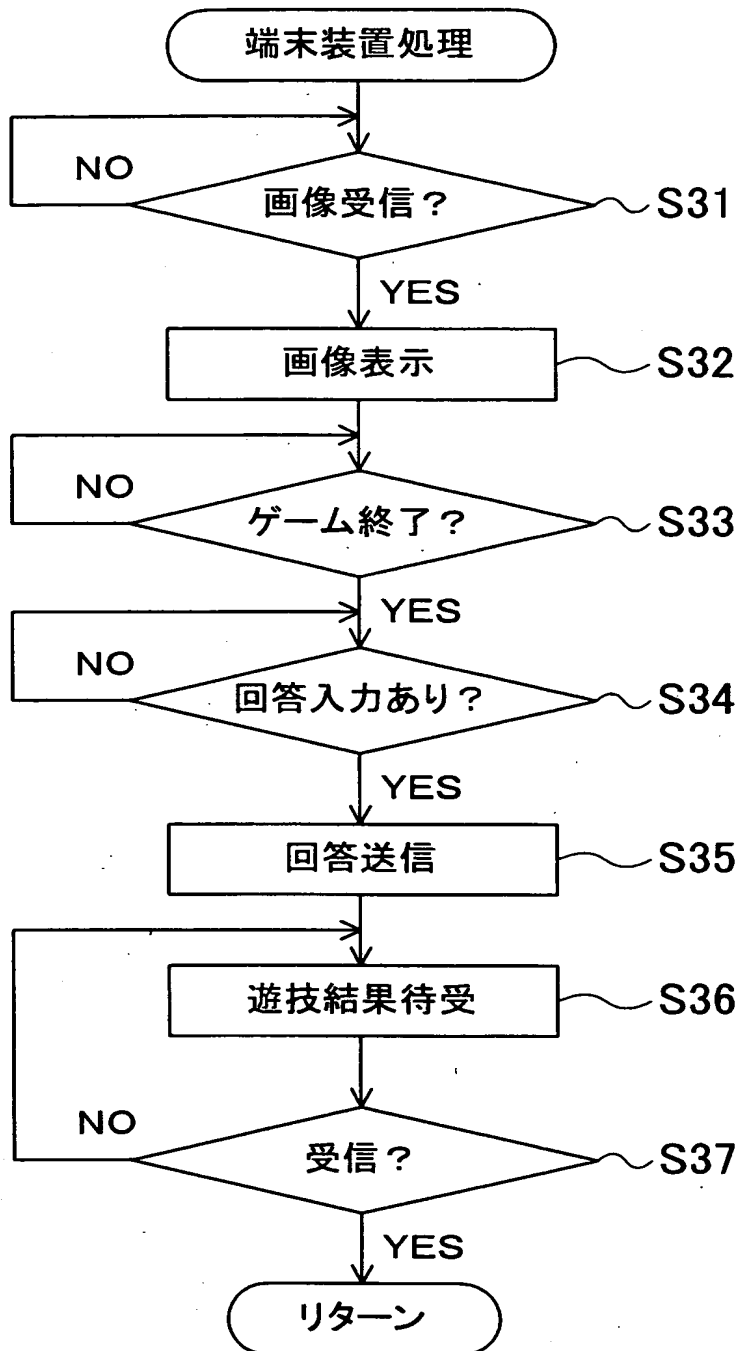 端末装置処理
NO
画像受信？
S31
YES
画像表示
S32
NO
ゲーム終了？
S33
YES
NO
回答入力あり？
S34
YES
回答送信
S35
遊技結果待受
S36
NO
受信？
S37
YES
リターン